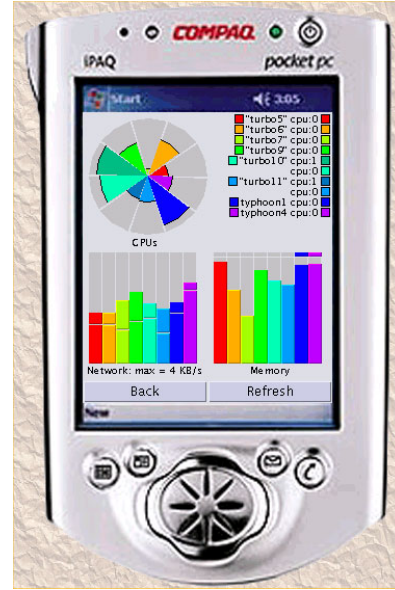 COMPAQ
iPAQ pocket pc
Start 3:05
"turbo5" cpu:0
"turbo6" cpu:0
"turbo7" cpu:0
"turbo9" cpu:0
"turbo10" cpu:1
cpu:0
"turbo11" cpu:1
cpu:0
typhoon1 cpu:0
typhoon4 cpu:0
CPUs
Network: max = 4 KB/s Memory
Back Refresh
New